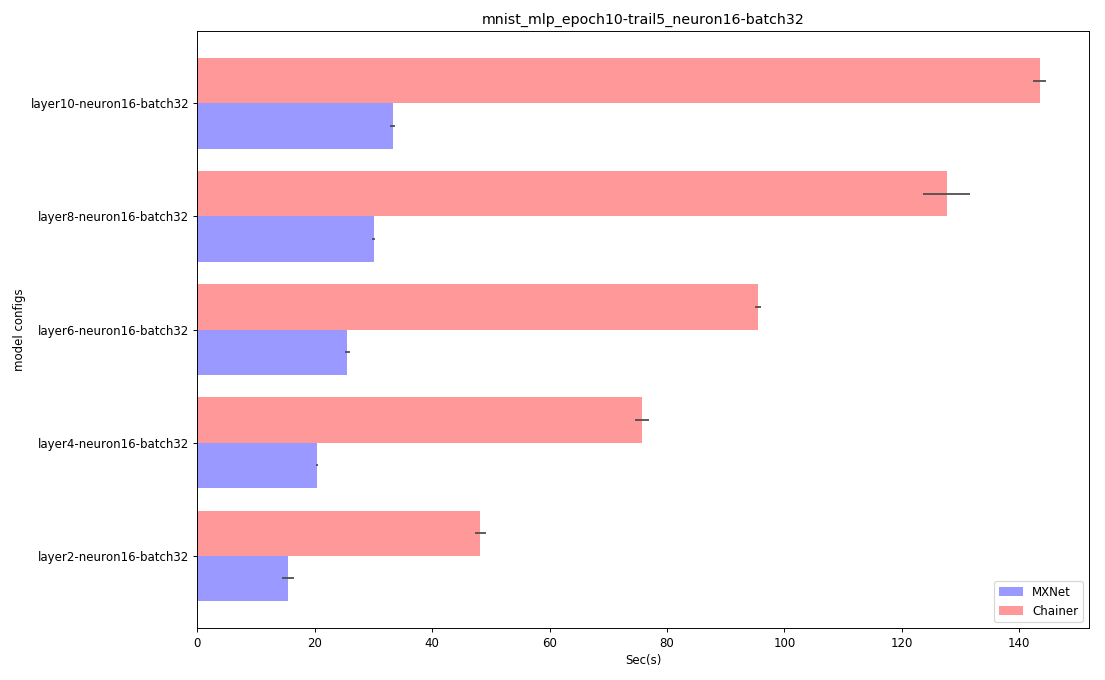 mnist_mlp_epoch10-trail5_neuron16-batch32
layer10-neuron16-batch32
layer8-neuron16-batch32
layer6-neuron16-batch32
layer4-neuron16-batch32
layer2-neuron16-batch32
model configs
0 20 40 60 80 100 120 140
Sec(s)
MXNet
Chainer